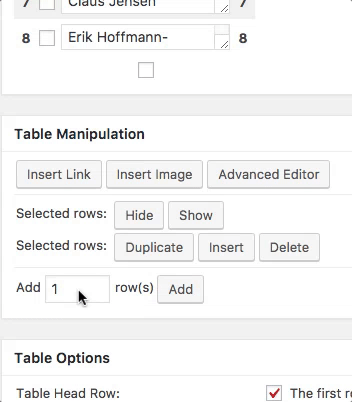 7 Claus Jensen 7
8 Erik Hoffmann- 8
Table Manipulation
Insert Link Insert Image Advanced Editor
Selected rows: Hide Show
Selected rows: Duplicate Insert Delete
Add 1 row(s) Add
Table Options
Table Head Row: The first r